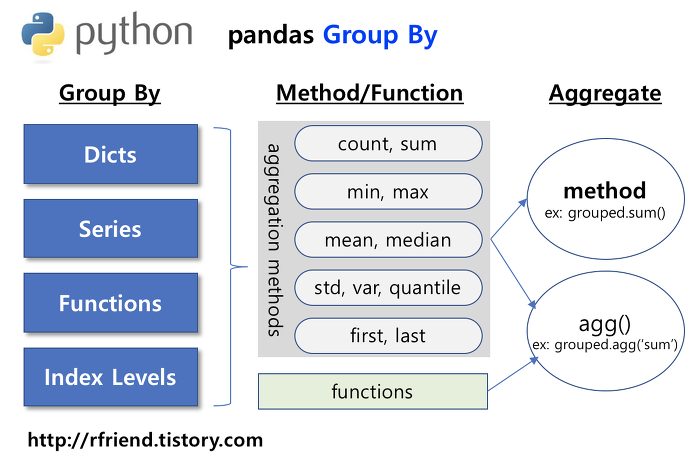 python pandas Group By
Group By
Method/Function
Aggregate
Dicts
Series
Functions
Index Levels
aggregation methods
count, sum
min, max
mean, median
std, var, quantile
first, last
functions
method
ex: grouped.sum()
agg()
ex: grouped.agg(‘sum’)
http://rfriend.tistory.com